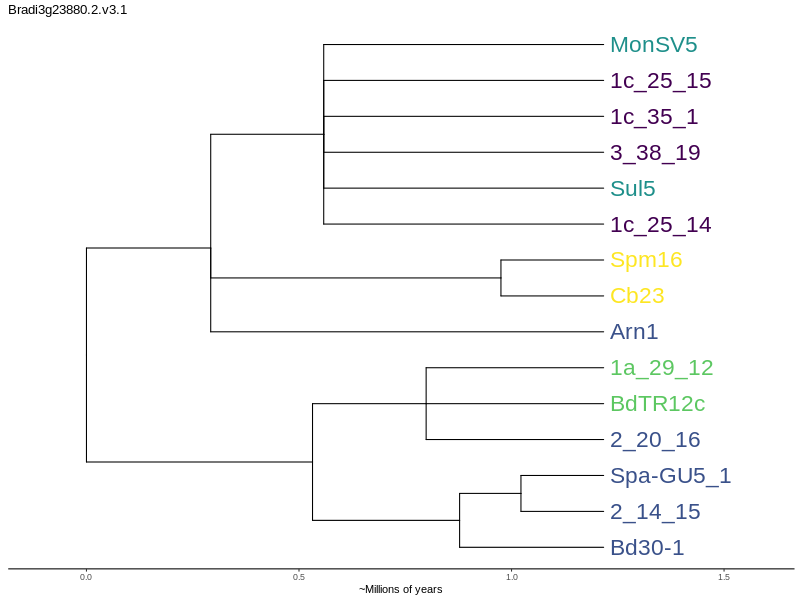 Bradi3g23880.2.v3.1
MonSV5
1c_25_15
1c_35_1
3_38_19
Sul5
1c_25_14
Spm16
Cb23
Arn1
1a_29_12
BdTR12c
2_20_16
Spa-GU5_1
2_14_15
Bd30-1
0.0 0.5 1.0 1.5
~Millions of years